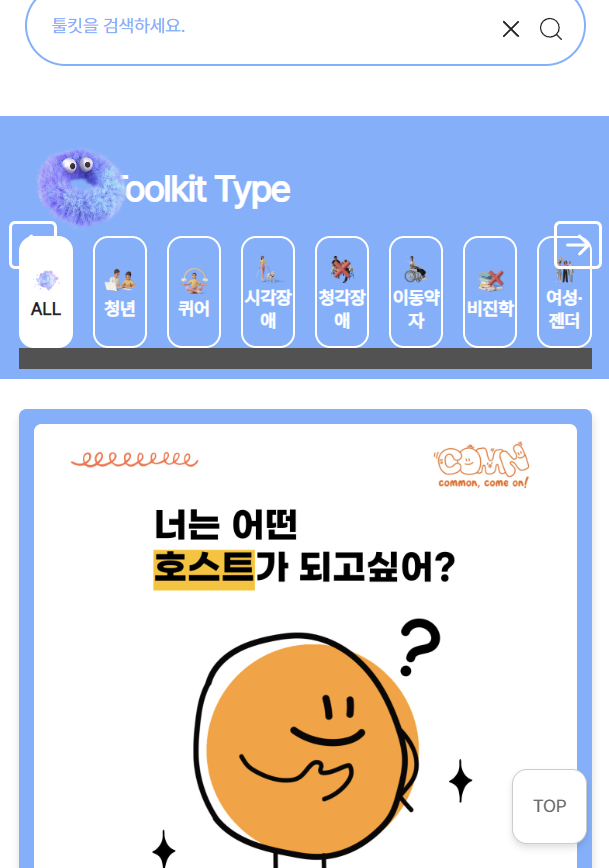 툴킷을 검색하세요.
Toolkit Type
ALL
청년
퀴어
시각장
애
청각장
애
이동약
자
비진학
여성·
젠더
COMN
common, come on!
너는 어떤
호스트가 되고싶어?
?
TOP